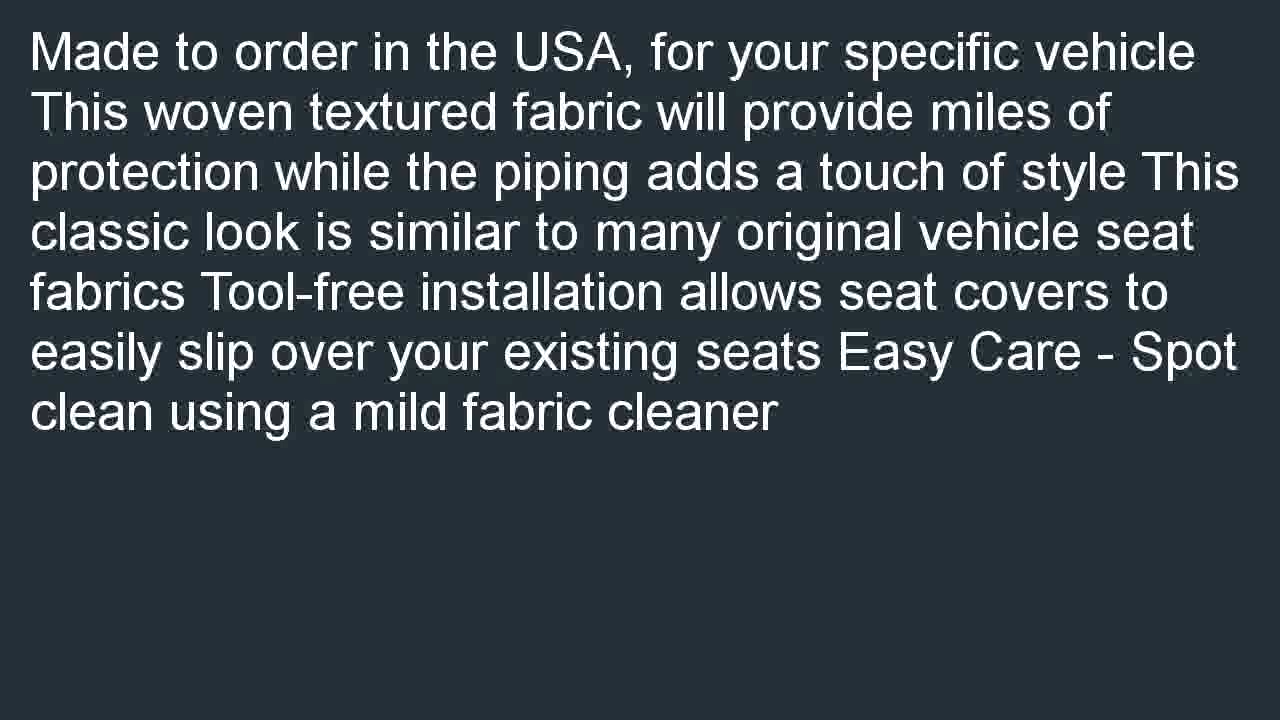 Made to order in the USA, for your specific vehicle
This woven textured fabric will provide miles of
protection while the piping adds a touch of style This
classic look is similar to many original vehicle seat
fabrics Tool-free installation allows seat covers to
easily slip over your existing seats Easy Care - Spot
clean using a mild fabric cleaner